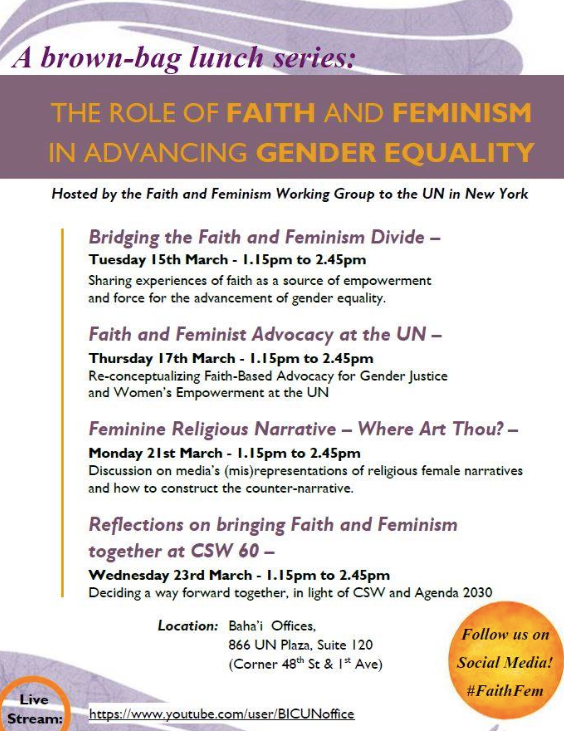 A brown-bag lunch series:
THE ROLE OF FAITH AND FEMINISM
IN ADVANCING GENDER EQUALITY
Hosted by the Faith and Feminism Working Group to the UN in New York
Bridging the Faith and Feminism Divide –
Tuesday 15th March - 1.15pm to 2.45pm
Sharing experiences of faith as a source of empowerment
and force for the advancement of gender equality.
Faith and Feminist Advocacy at the UN –
Thursday 17th March - 1.15pm to 2.45pm
Re-conceptualizing Faith-Based Advocacy for Gender Justice
and Women's Empowerment at the UN
Feminine Religious Narrative – Where Art Thou? –
Monday 21st March - 1.15pm to 2.45pm
Discussion on media's (mis)representations of religious female narratives
and how to construct the counter-narrative.
Reflections on bringing Faith and Feminism
together at CSW 60 –
Wednesday 23rd March - 1.15pm to 2.45pm
Deciding a way forward together, in light of CSW and Agenda 2030
Location: Baha'i Offices,
866 UN Plaza, Suite 120
(Corner 48th St & 1st Ave)
Follow us on
Social Media!
#FaithFem
Live
Stream:
https://www.youtube.com/user/BICUNoffice